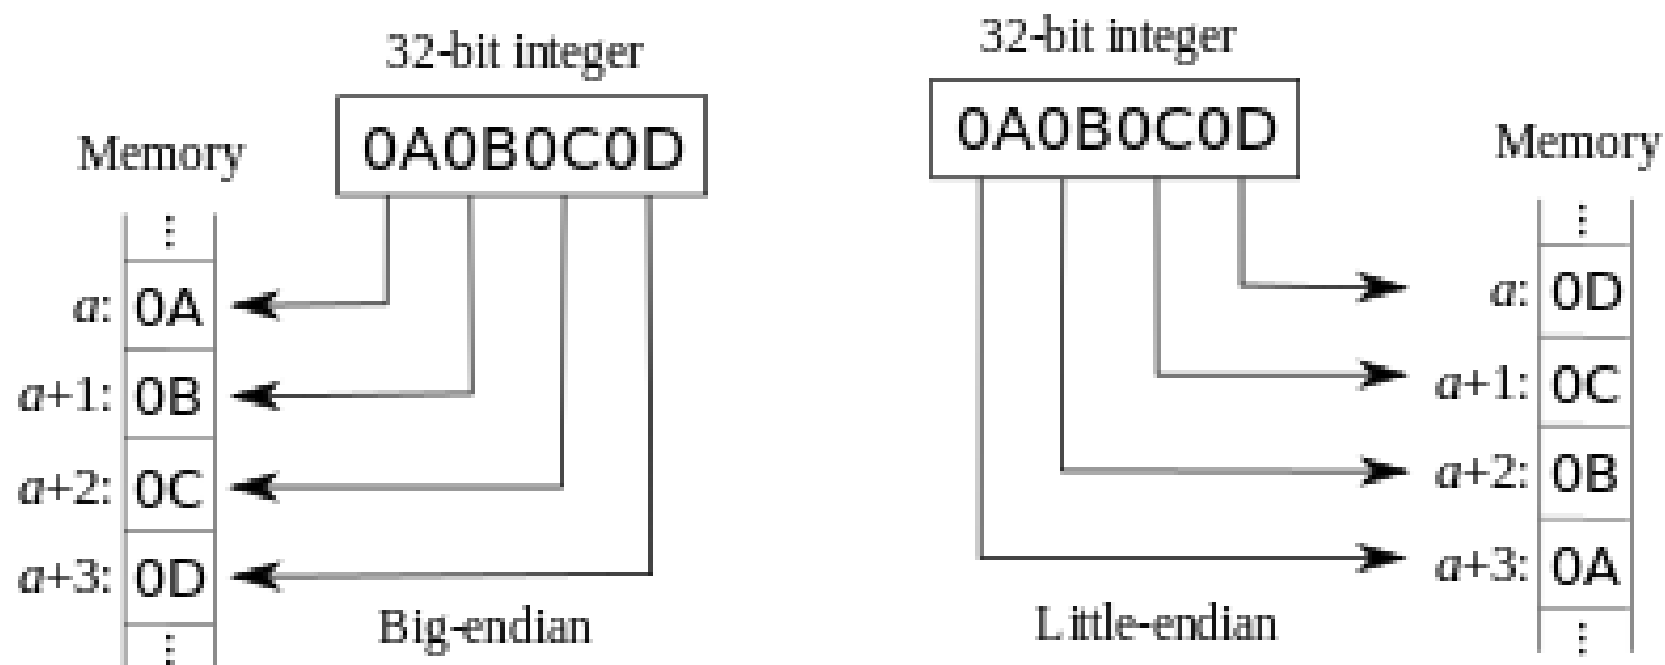 32-bit integer
0A0B0C0D
Memory
⋮
a: 0A
a+1: 0B
a+2: 0C
a+3: 0D
⋮
Big-endian
32-bit integer
0A0B0C0D
Memory
⋮
a: 0D
a+1: 0C
a+2: 0B
a+3: 0A
⋮
Little-endian